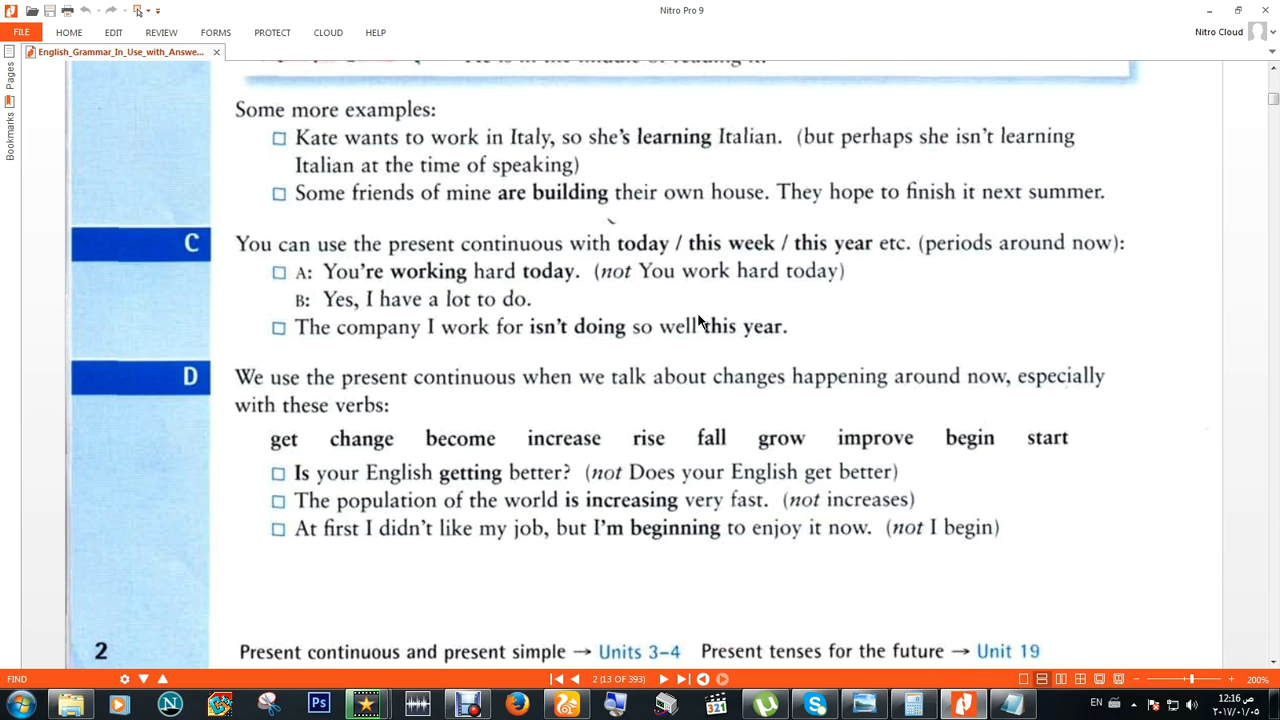 Nitro Pro 9
FILE HOME EDIT REVIEW FORMS PROTECT CLOUD HELP Nitro Cloud
English_Grammar_In_Use_with_Answe...
Pages
Bookmarks
Some more examples:
Kate wants to work in Italy, so she's learning Italian. (but perhaps she isn't learning
Italian at the time of speaking)
Some friends of mine are building their own house. They hope to finish it next summer.
C
You can use the present continuous with today / this week / this year etc. (periods around now):
A: You're working hard today. (not You work hard today)
B: Yes, I have a lot to do.
The company I work for isn't doing so well this year.
D
We use the present continuous when we talk about changes happening around now, especially
with these verbs:
get change become increase rise fall grow improve begin start
Is your English getting better? (not Does your English get better)
The population of the world is increasing very fast. (not increases)
At first I didn't like my job, but I'm beginning to enjoy it now. (not I begin)
2 Present continuous and present simple → Units 3–4 Present tenses for the future → Unit 19
FIND 2 (13 OF 393) 200%
Ps 321 EN 12:16 ص
٢٠١٧/٠١/٠٥